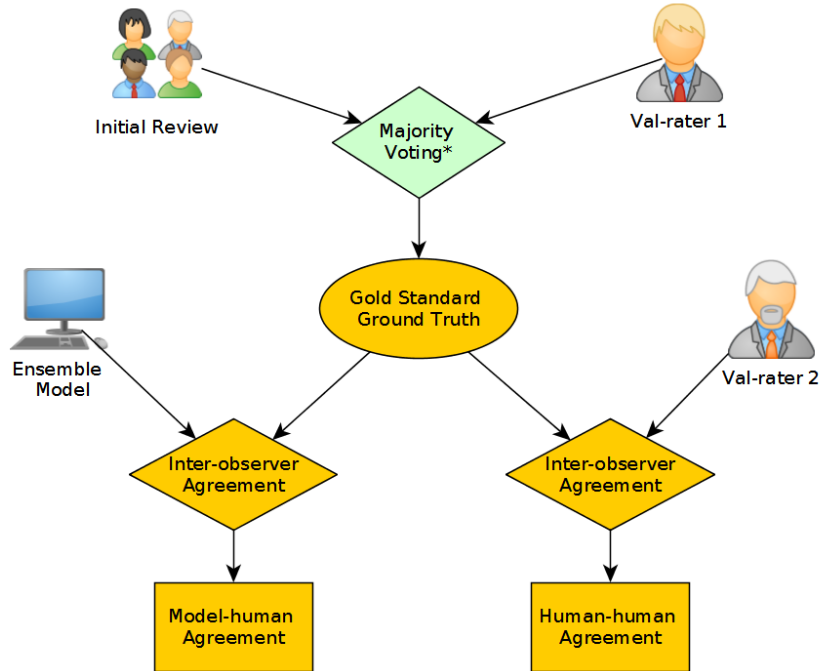 Initial Review
Val-rater 1
Majority
Voting*
Gold Standard
Ground Truth
Ensemble
Model
Val-rater 2
Inter-observer
Agreement
Inter-observer
Agreement
Model-human
Agreement
Human-human
Agreement